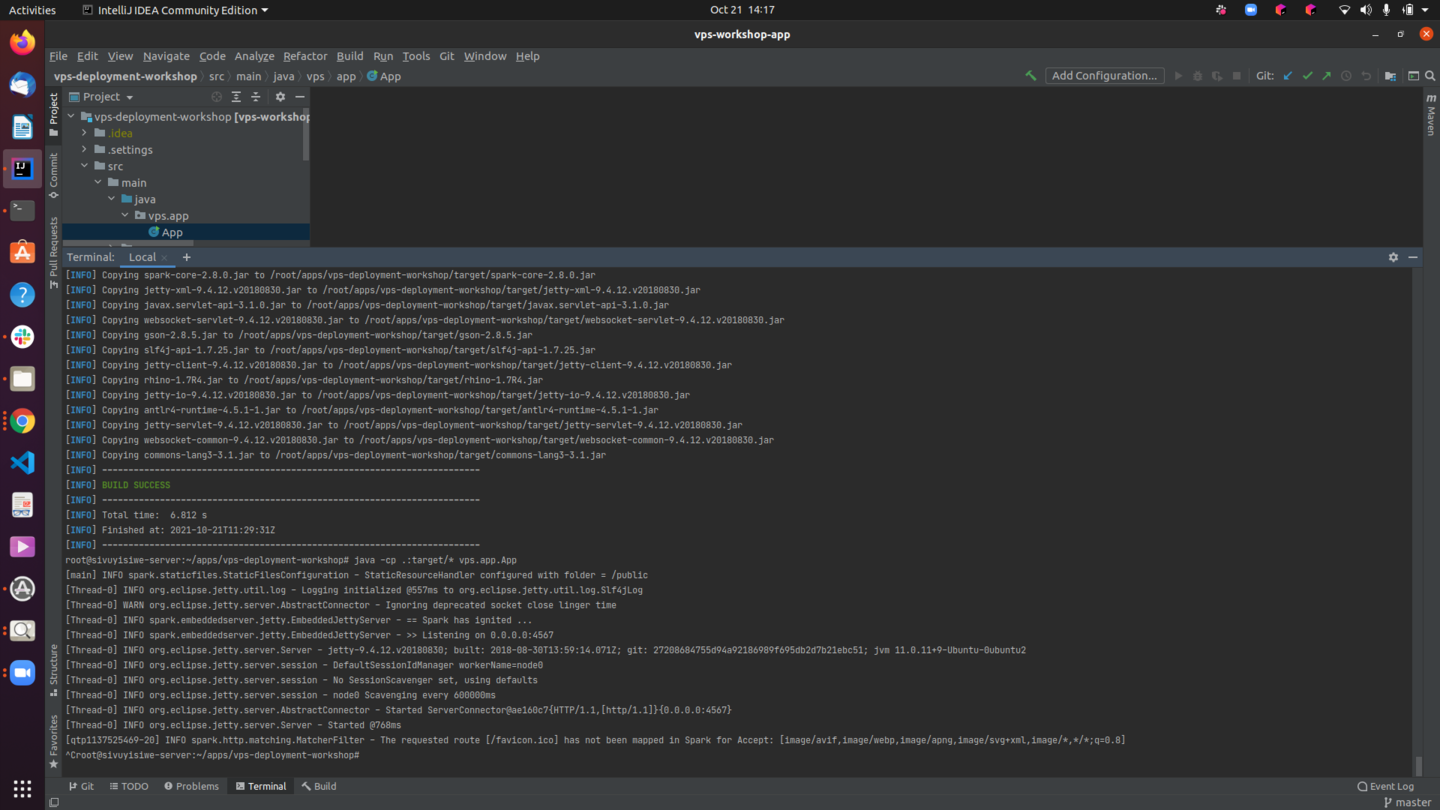 Activities
IntelliJ IDEA Community Edition
Oct 21 14:17
vps-workshop-app
File Edit View Navigate Code Analyze Refactor Build Run Tools Git Window Help
vps-deployment-workshop src main java vps app App
Add Configuration...
Git:
Project
Project
Commit
Pull Requests
Structure
Favorites
m Maven
vps-deployment-workshop [vps-workshop
.idea
.settings
src
main
java
vps.app
App
Terminal: Local +
[INFO] Copying spark-core-2.8.0.jar to /root/apps/vps-deployment-workshop/target/spark-core-2.8.0.jar
[INFO] Copying jetty-xml-9.4.12.v20180830.jar to /root/apps/vps-deployment-workshop/target/jetty-xml-9.4.12.v20180830.jar
[INFO] Copying javax.servlet-api-3.1.0.jar to /root/apps/vps-deployment-workshop/target/javax.servlet-api-3.1.0.jar
[INFO] Copying websocket-servlet-9.4.12.v20180830.jar to /root/apps/vps-deployment-workshop/target/websocket-servlet-9.4.12.v20180830.jar
[INFO] Copying gson-2.8.5.jar to /root/apps/vps-deployment-workshop/target/gson-2.8.5.jar
[INFO] Copying slf4j-api-1.7.25.jar to /root/apps/vps-deployment-workshop/target/slf4j-api-1.7.25.jar
[INFO] Copying jetty-client-9.4.12.v20180830.jar to /root/apps/vps-deployment-workshop/target/jetty-client-9.4.12.v20180830.jar
[INFO] Copying rhino-1.7R4.jar to /root/apps/vps-deployment-workshop/target/rhino-1.7R4.jar
[INFO] Copying jetty-io-9.4.12.v20180830.jar to /root/apps/vps-deployment-workshop/target/jetty-io-9.4.12.v20180830.jar
[INFO] Copying antlr4-runtime-4.5.1-1.jar to /root/apps/vps-deployment-workshop/target/antlr4-runtime-4.5.1-1.jar
[INFO] Copying jetty-servlet-9.4.12.v20180830.jar to /root/apps/vps-deployment-workshop/target/jetty-servlet-9.4.12.v20180830.jar
[INFO] Copying websocket-common-9.4.12.v20180830.jar to /root/apps/vps-deployment-workshop/target/websocket-common-9.4.12.v20180830.jar
[INFO] Copying commons-lang3-3.1.jar to /root/apps/vps-deployment-workshop/target/commons-lang3-3.1.jar
[INFO] ------------------------------------------------------------------------
[INFO] BUILD SUCCESS
[INFO] ------------------------------------------------------------------------
[INFO] Total time:  6.812 s
[INFO] Finished at: 2021-10-21T11:29:31Z
[INFO] ------------------------------------------------------------------------
root@sivuyisiwe-server:~/apps/vps-deployment-workshop# java -cp .:target/* vps.app.App
[main] INFO spark.staticfiles.StaticFilesConfiguration - StaticResourceHandler configured with folder = /public
[Thread-0] INFO org.eclipse.jetty.util.log - Logging initialized @557ms to org.eclipse.jetty.util.log.Slf4jLog
[Thread-0] WARN org.eclipse.jetty.server.AbstractConnector - Ignoring deprecated socket close linger time
[Thread-0] INFO spark.embeddedserver.jetty.EmbeddedJettyServer - == Spark has ignited ...
[Thread-0] INFO spark.embeddedserver.jetty.EmbeddedJettyServer - >> Listening on 0.0.0.0:4567
[Thread-0] INFO org.eclipse.jetty.server.Server - jetty-9.4.12.v20180830; built: 2018-08-30T13:59:14.071Z; git: 27208684755d94a92186989f695db2d7b21ebc51; jvm 11.0.11+9-Ubuntu-0ubuntu2
[Thread-0] INFO org.eclipse.jetty.server.session - DefaultSessionIdManager workerName=node0
[Thread-0] INFO org.eclipse.jetty.server.session - No SessionScavenger set, using defaults
[Thread-0] INFO org.eclipse.jetty.server.session - node0 Scavenging every 600000ms
[Thread-0] INFO org.eclipse.jetty.server.AbstractConnector - Started ServerConnector@ae160c7{HTTP/1.1,[http/1.1]}{0.0.0.0:4567}
[Thread-0] INFO org.eclipse.jetty.server.Server - Started @768ms
[qtp1137525469-20] INFO spark.http.matching.MatcherFilter - The requested route [/favicon.ico] has not been mapped in Spark for Accept: [image/avif,image/webp,image/apng,image/svg+xml,image/*,*/*;q=0.8]
^Croot@sivuyisiwe-server:~/apps/vps-deployment-workshop#
Git TODO Problems Terminal Build
Event Log
master